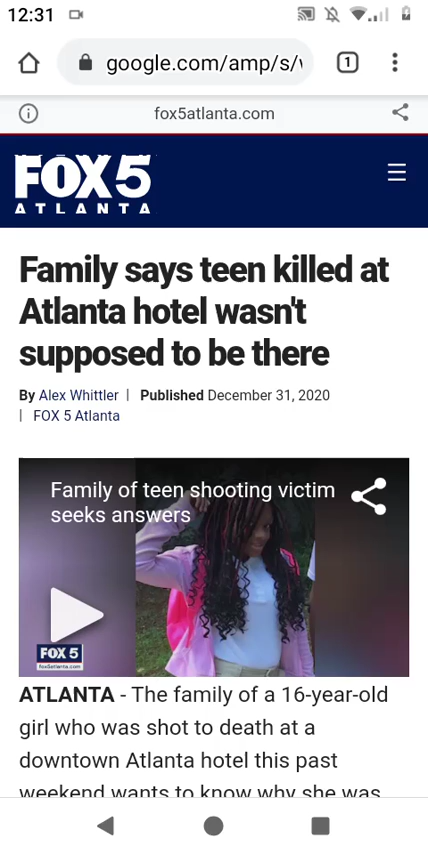 12:31
google.com/amp/s/
1
fox5atlanta.com
FOX 5
ATLANTA
Family says teen killed at
Atlanta hotel wasn't
supposed to be there
By Alex Whittler | Published December 31, 2020
| FOX 5 Atlanta
Family of teen shooting victim
seeks answers
FOX 5
fox5atlanta.com
ATLANTA - The family of a 16-year-old
girl who was shot to death at a
downtown Atlanta hotel this past
weekend wants to know why she was